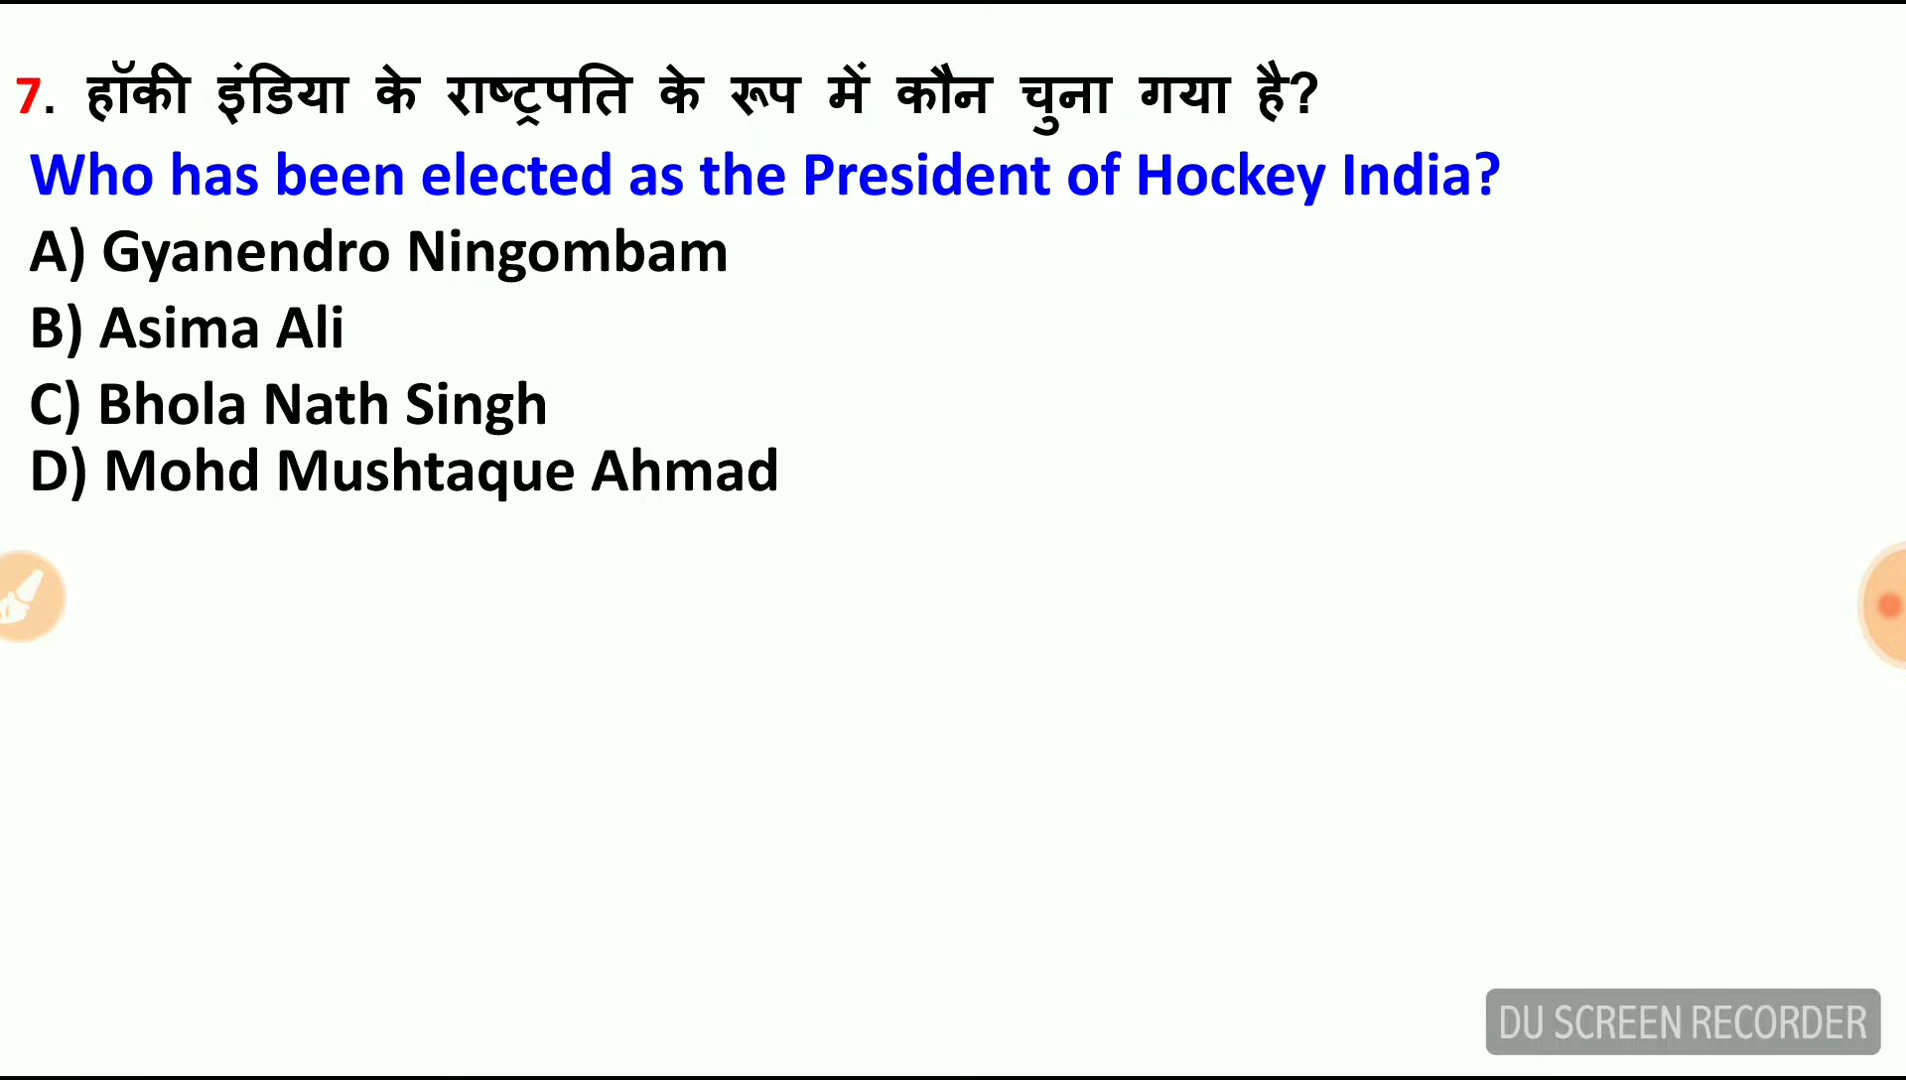 7. हॉकी इंडिया के राष्ट्रपति के रूप में कौन चुना गया है?
Who has been elected as the President of Hockey India?
A) Gyanendro Ningombam
B) Asima Ali
C) Bhola Nath Singh
D) Mohd Mushtaque Ahmad
DU SCREEN RECORDER